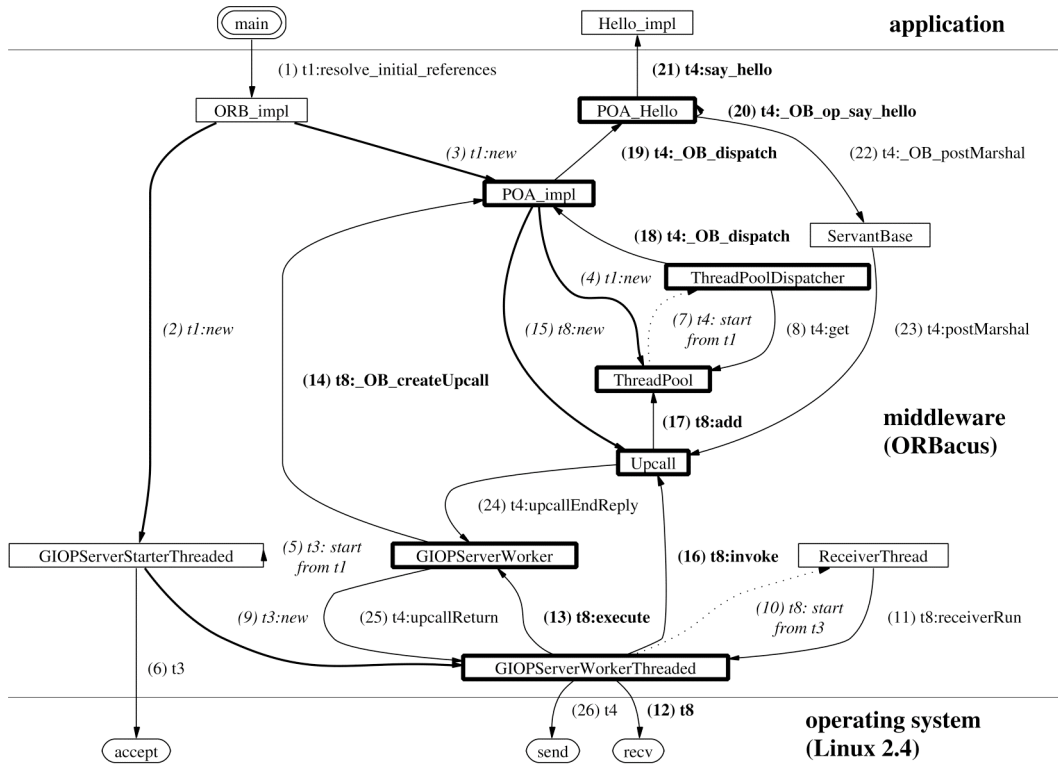 main
Hello_impl
application
(1) t1:resolve_initial_references
(21) t4:say_hello
ORB_impl
POA_Hello
(20) t4:_OB_op_say_hello
(3) t1:new
(19) t4:_OB_dispatch
(22) t4:_OB_postMarshal
POA_impl
(18) t4:_OB_dispatch
ServantBase
(4) t1:new
ThreadPoolDispatcher
(2) t1:new
(15) t8:new
(7) t4: start
from t1
(8) t4:get
(23) t4:postMarshal
(14) t8:_OB_createUpcall
ThreadPool
(17) t8:add
middleware
(ORBacus)
Upcall
(24) t4:upcallEndReply
GIOPServerStarterThreaded
(5) t3: start
from t1
GIOPServerWorker
(16) t8:invoke
ReceiverThread
(9) t3:new
(25) t4:upcallReturn
(13) t8:execute
(10) t8: start
from t3
(11) t8:receiverRun
(6) t3
GIOPServerWorkerThreaded
(26) t4
(12) t8
operating system
(Linux 2.4)
accept
send
recv